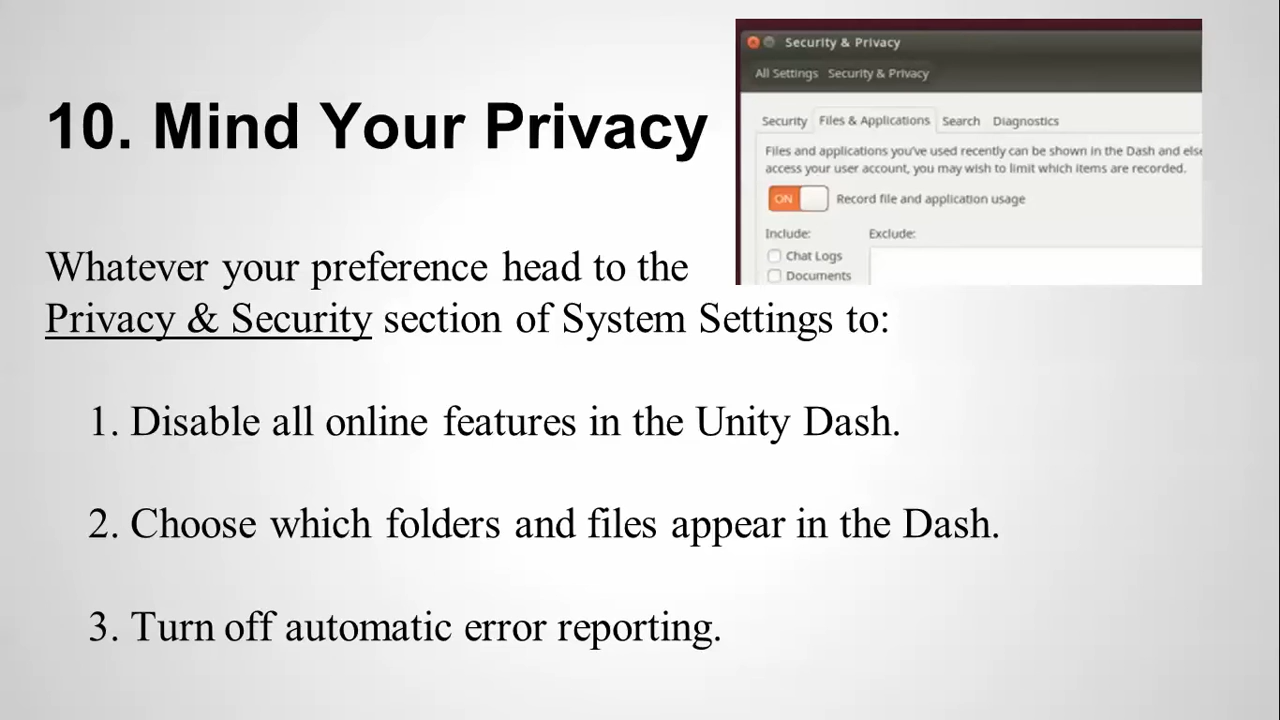 10. Mind Your Privacy
Security & Privacy
All Settings Security & Privacy
Security Files & Applications Search Diagnostics
Files and applications you've used recently can be shown in the Dash and else
access your user account, you may wish to limit which items are recorded.
ON Record file and application usage
Include: Exclude:
Chat Logs
Documents
Whatever your preference head to the
Privacy & Security section of System Settings to:
1. Disable all online features in the Unity Dash.
2. Choose which folders and files appear in the Dash.
3. Turn off automatic error reporting.